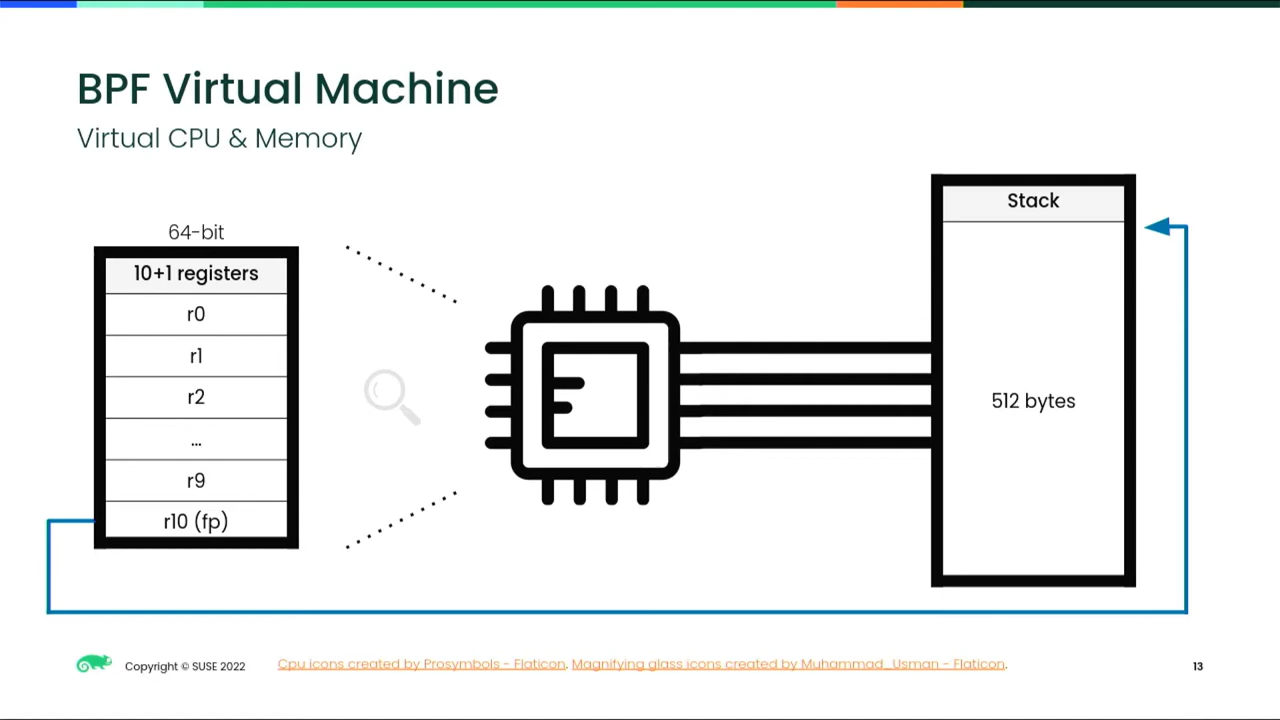 BPF Virtual Machine
Virtual CPU & Memory
64-bit
10+1 registers
r0
r1
r2
...
r9
r10 (fp)
Stack
512 bytes
Copyright © SUSE 2022
Cpu icons created by Prosymbols - Flaticon. Magnifying glass icons created by Muhammad_Usman - Flaticon.
13